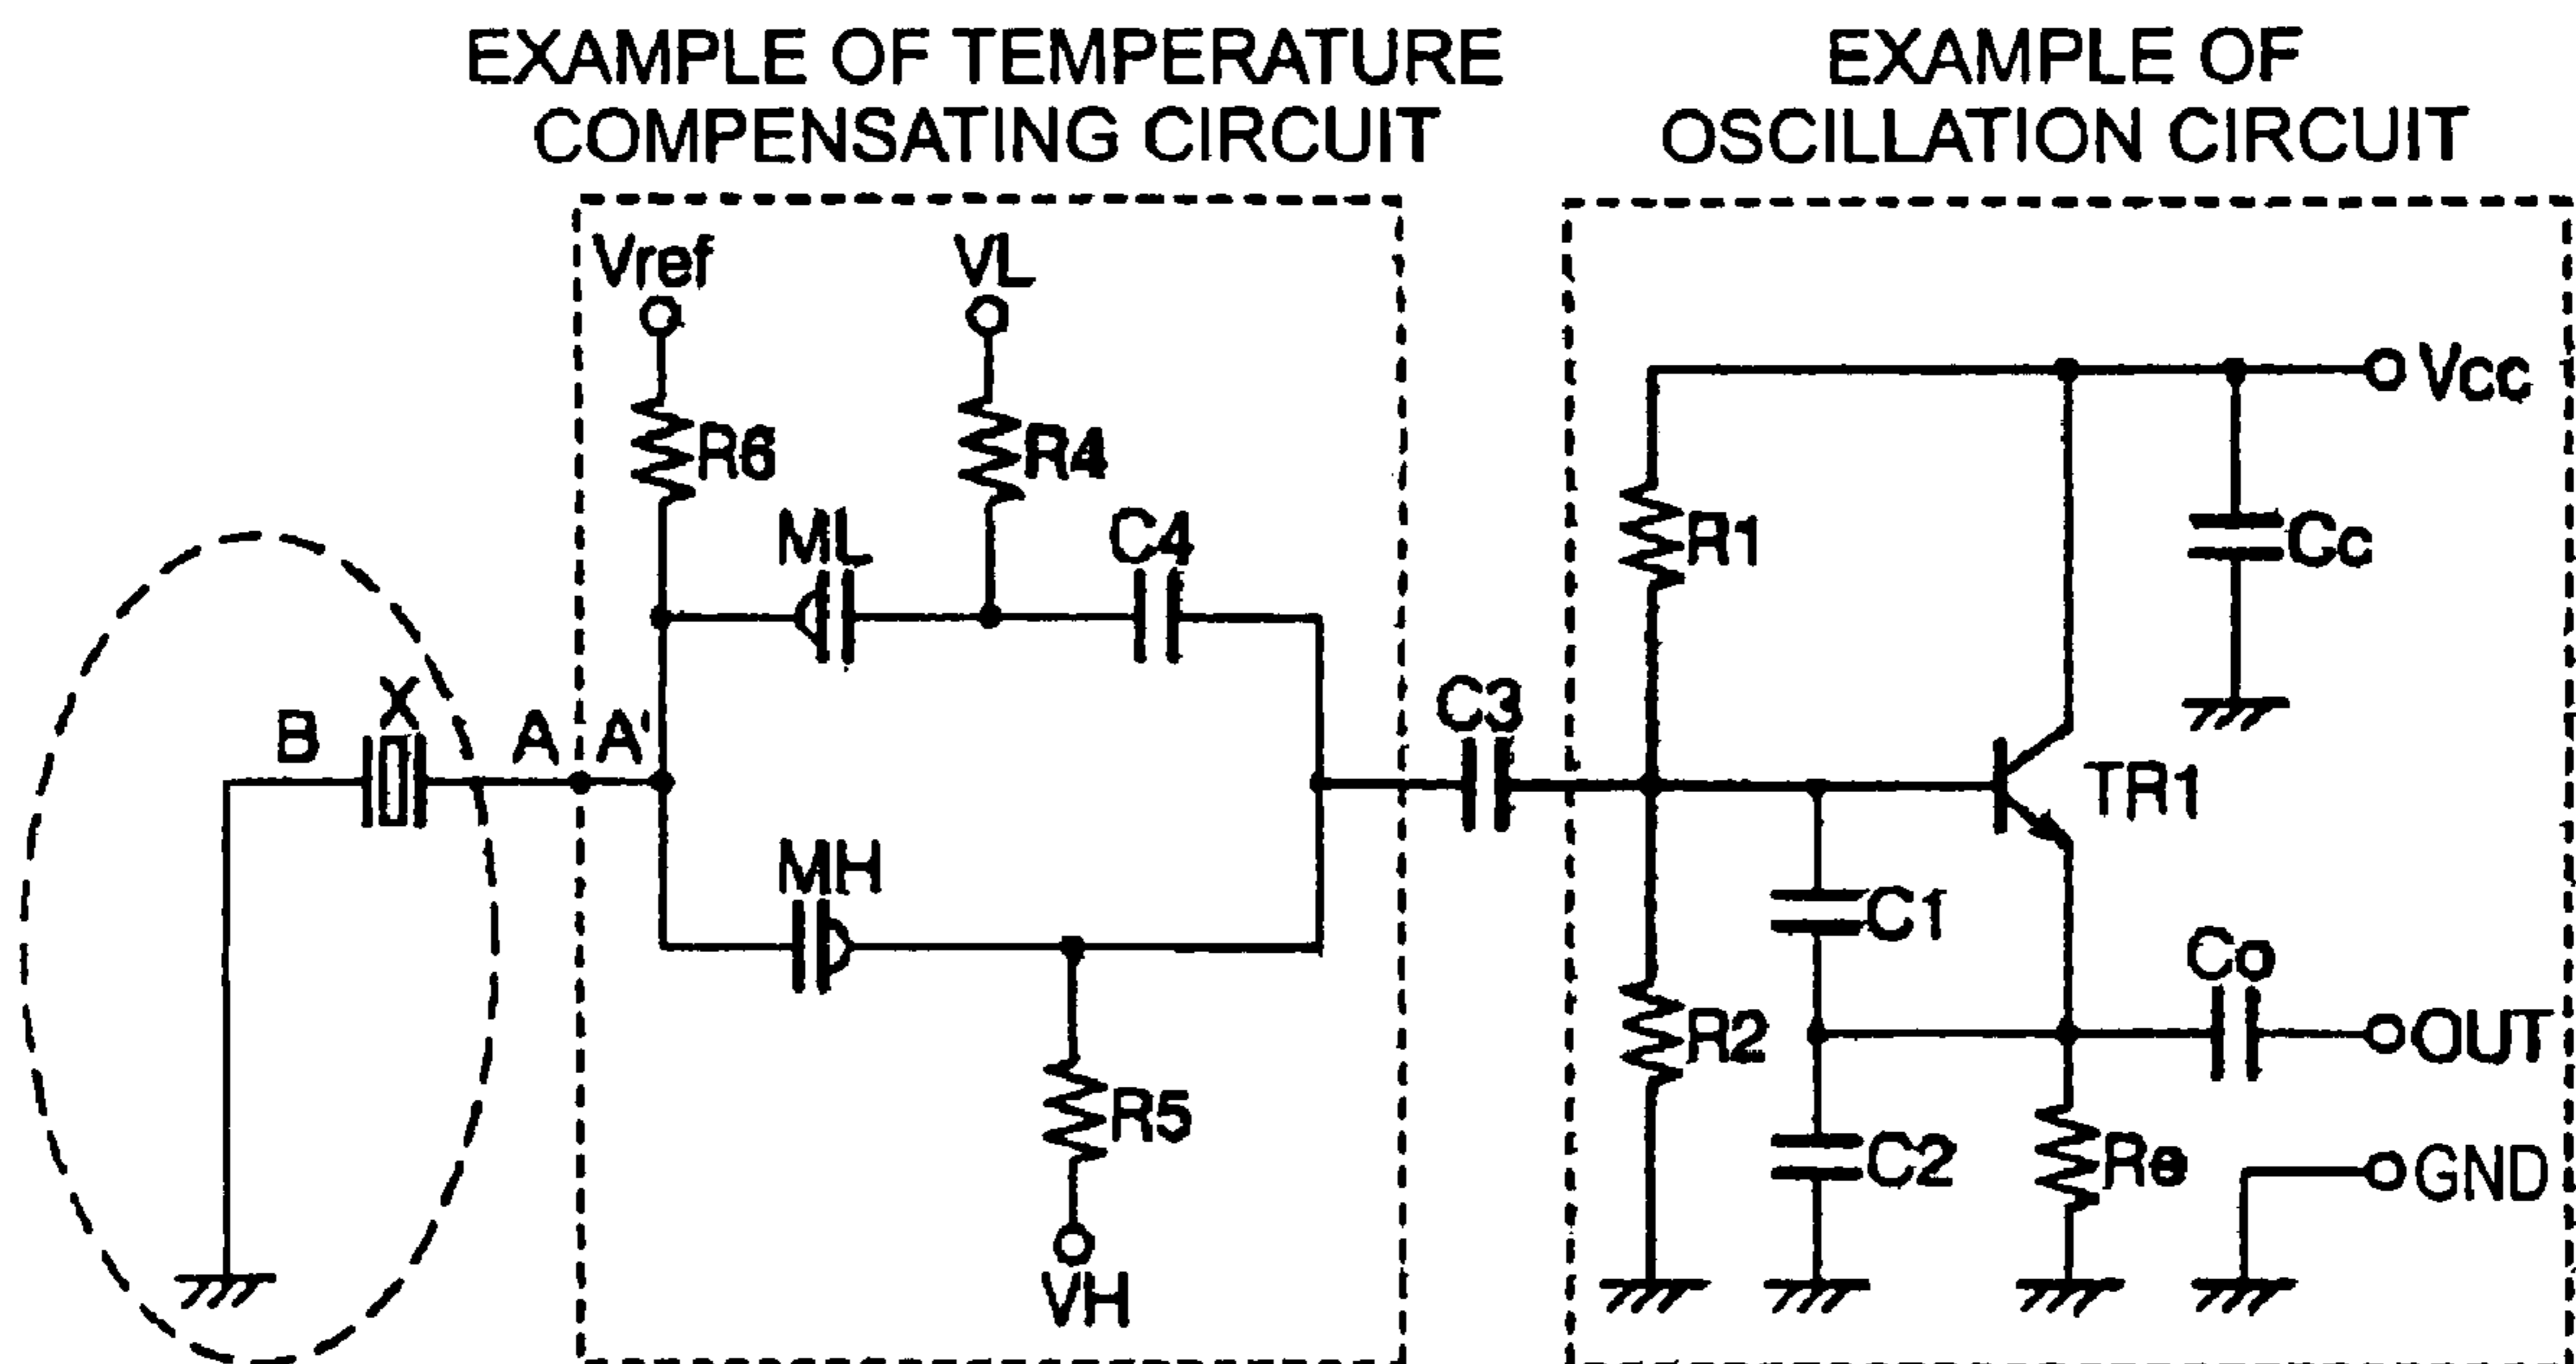 EXAMPLE OF TEMPERATURE
COMPENSATING CIRCUIT
EXAMPLE OF
OSCILLATION CIRCUIT
Vref
VL
R6
R4
ML
C4
B
X
A
A'
MH
R5
VH
C3
Vcc
R1
Cc
TR1
C1
R2
Co
OUT
C2
Re
GND